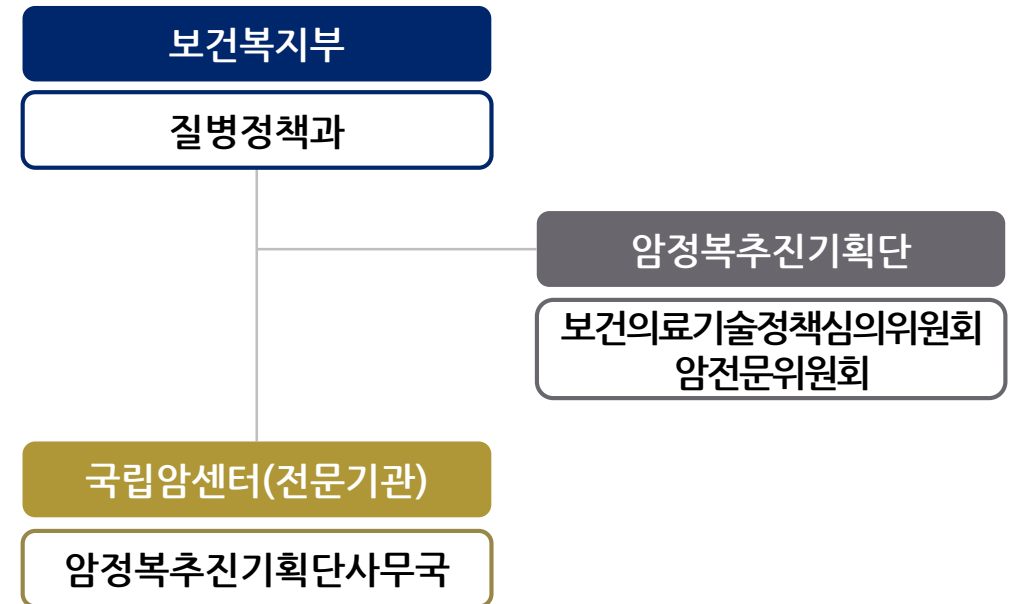 보건복지부
질병정책과
암정복추진기획단
보건의료기술정책심의위원회
암전문위원회
국립암센터(전문기관)
암정복추진기획단사무국